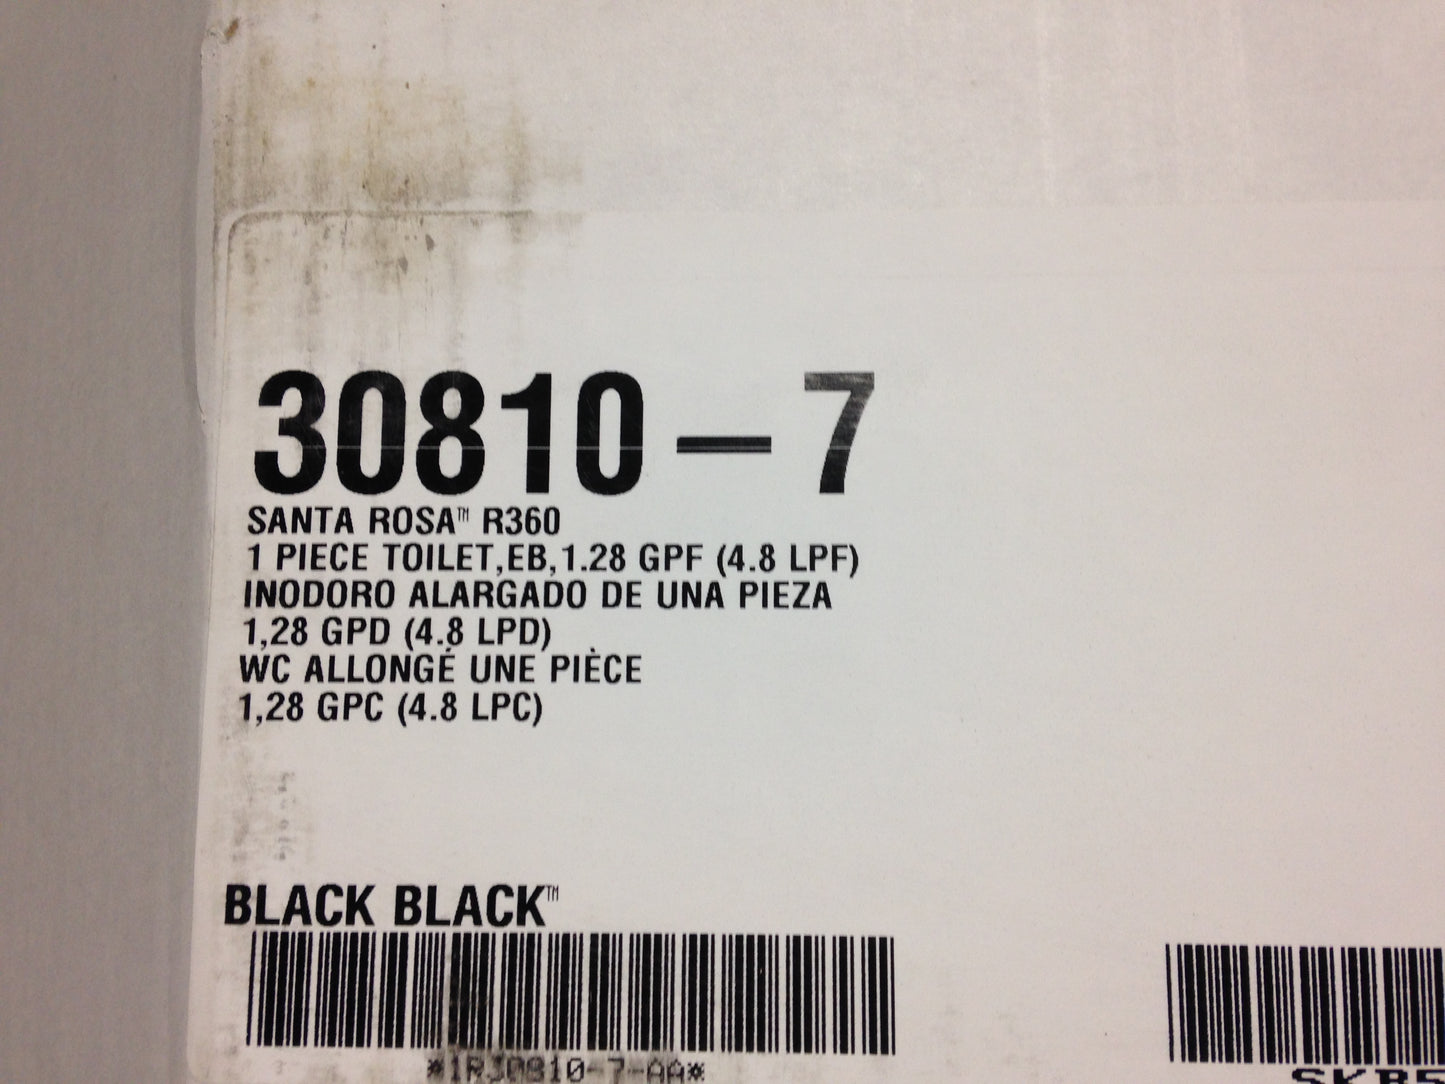 30810-7
SANTA ROSA™ R360
1 PIECE TOILET,EB,1.28 GPF (4.8 LPF)
INODORO ALARGADO DE UNA PIEZA
1,28 GPD (4.8 LPD)
WC ALLONGÉ UNE PIÈCE
1,28 GPC (4.8 LPC)
BLACK BLACK™
*1R30810-7-AA*